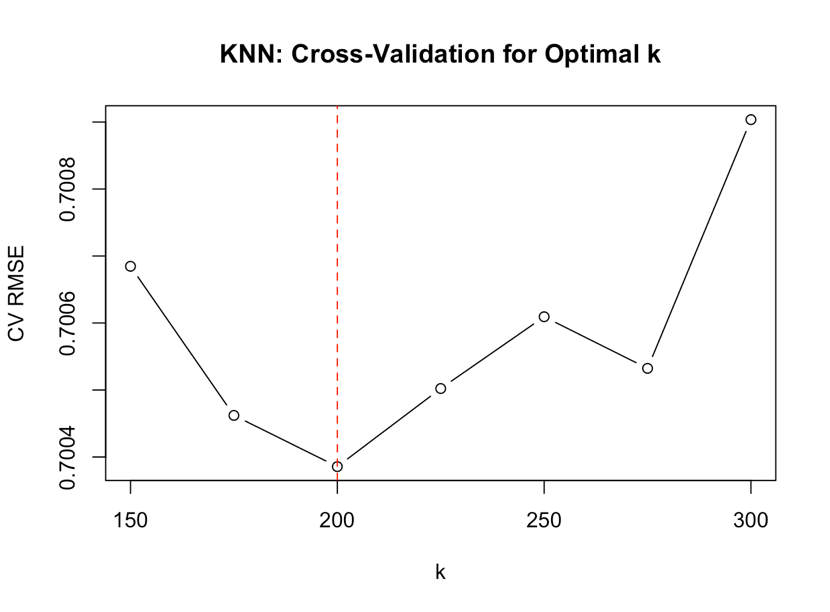 KNN: Cross-Validation for Optimal k
CV RMSE
0.7008
0.7006
0.7004
150 200 250 300
k